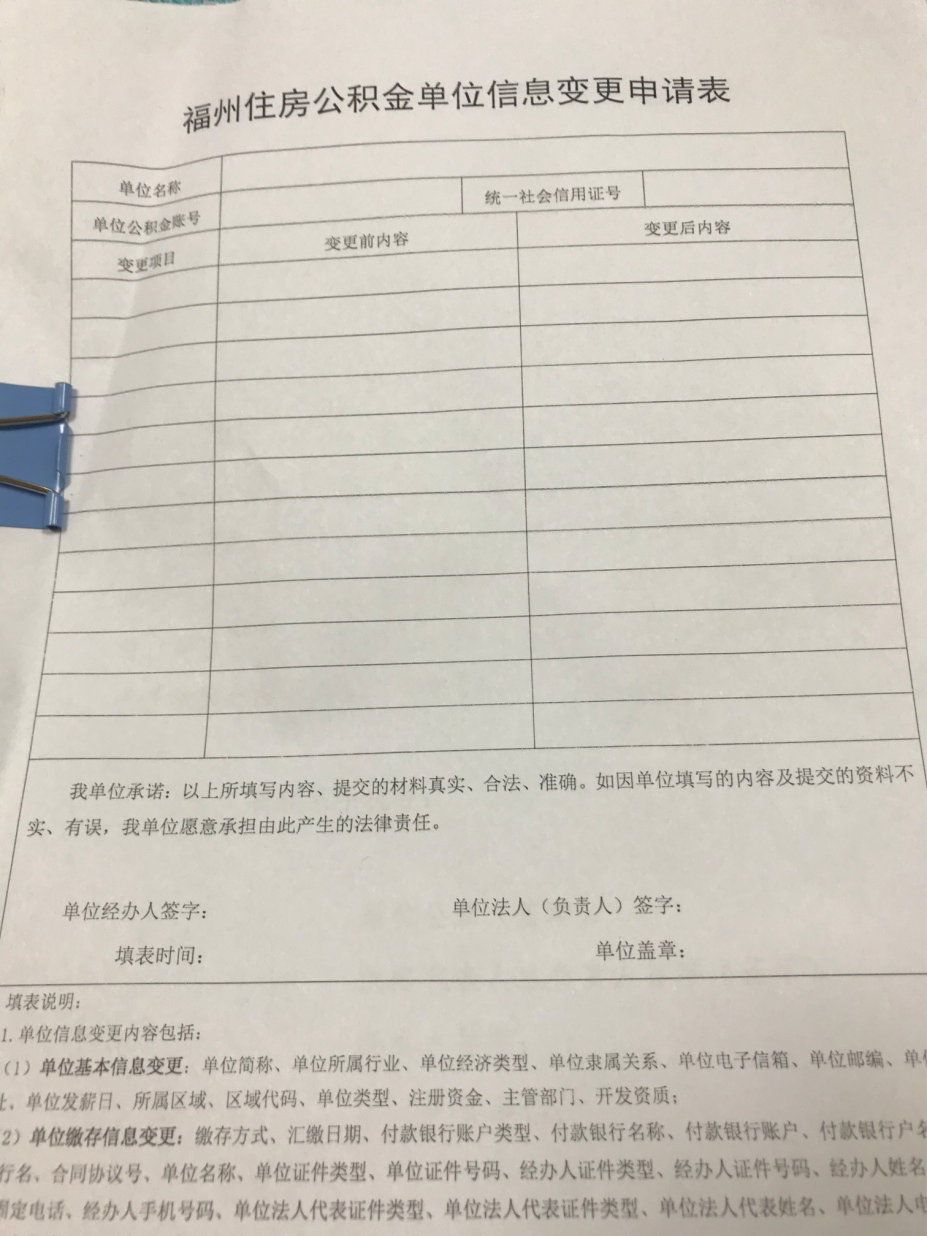 福州住房公积金单位信息变更申请表
单位名称
单位公积金账号 统一社会信用证号
变更项目 变更前内容 变更后内容
我单位承诺：以上所填写内容、提交的材料真实、合法、准确。如因单位填写的内容及提交的资料不
实、有误，我单位愿意承担由此产生的法律责任。
单位经办人签字： 单位法人（负责人）签字：
填表时间： 单位盖章：
填表说明：
1.单位信息变更内容包括：
（1）单位基本信息变更：单位简称、单位所属行业、单位经济类型、单位隶属关系、单位电子信箱、单位邮编、单
、单位发薪日、所属区域、区域代码、单位类型、注册资金、主管部门、开发资质；
2）单位缴存信息变更：缴存方式、汇缴日期、付款银行账户类型、付款银行名称、付款银行账户、付款银行户名
行名、合同协议号、单位名称、单位证件类型、单位证件号码、经办人证件类型、经办人证件号码、经办人姓名
固定电话、经办人手机号码、单位法人代表证件类型、单位法人代表证件类型、单位法人代表姓名、单位法人电